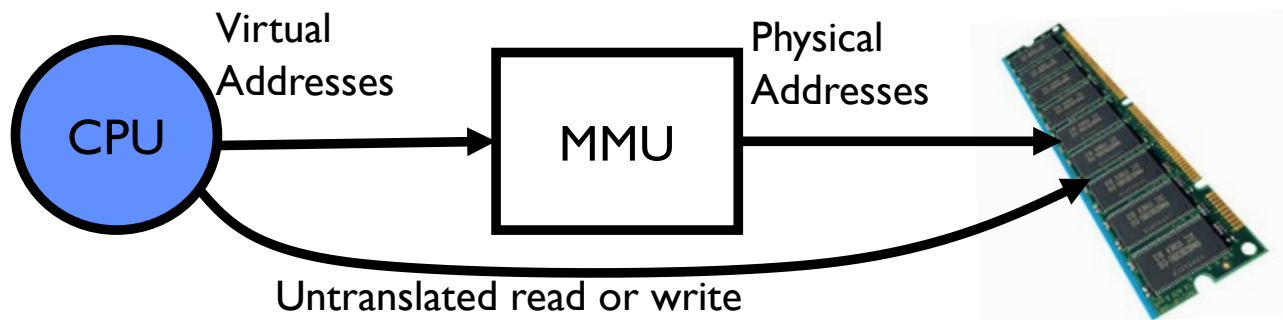 Virtual
Addresses
Physical
Addresses
CPU
MMU
Untranslated read or write